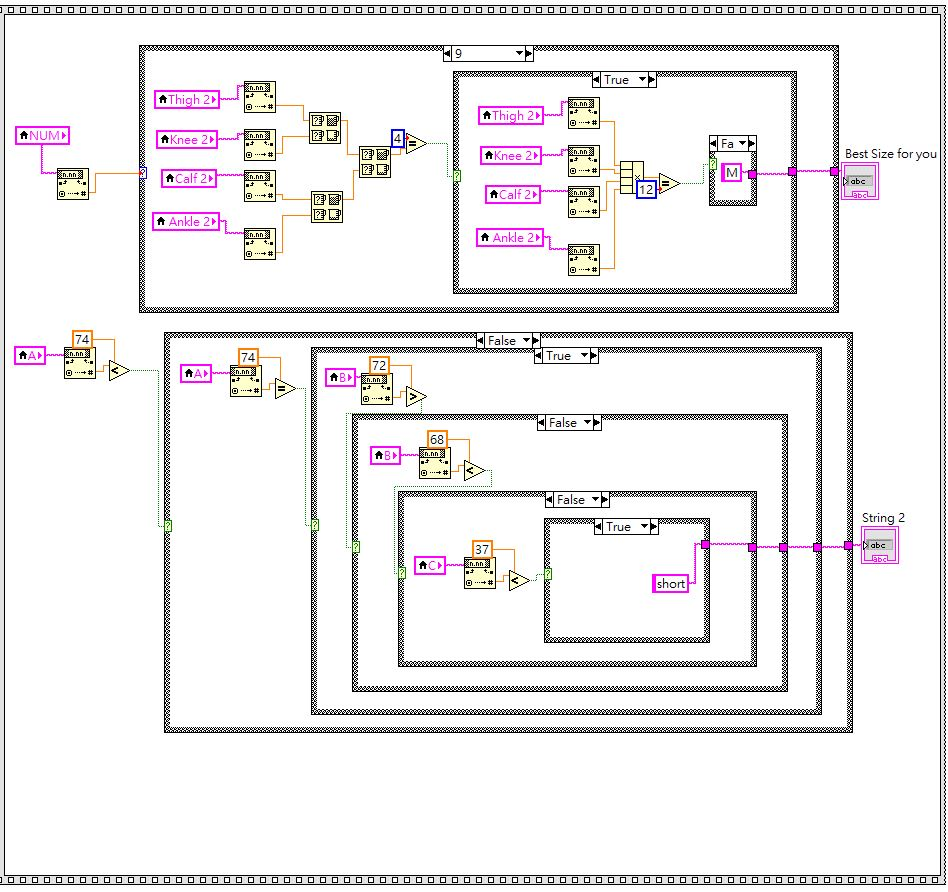 9
True
Thigh 2
Thigh 2
NUM
Knee 2
4
Knee 2
Fa
Best Size for you
Calf 2
Calf 2
12
M
abc
Ankle 2
Ankle 2
74
False
A
74
True
A
72
B
False
68
B
False
String 2
True
37
abc
C
short